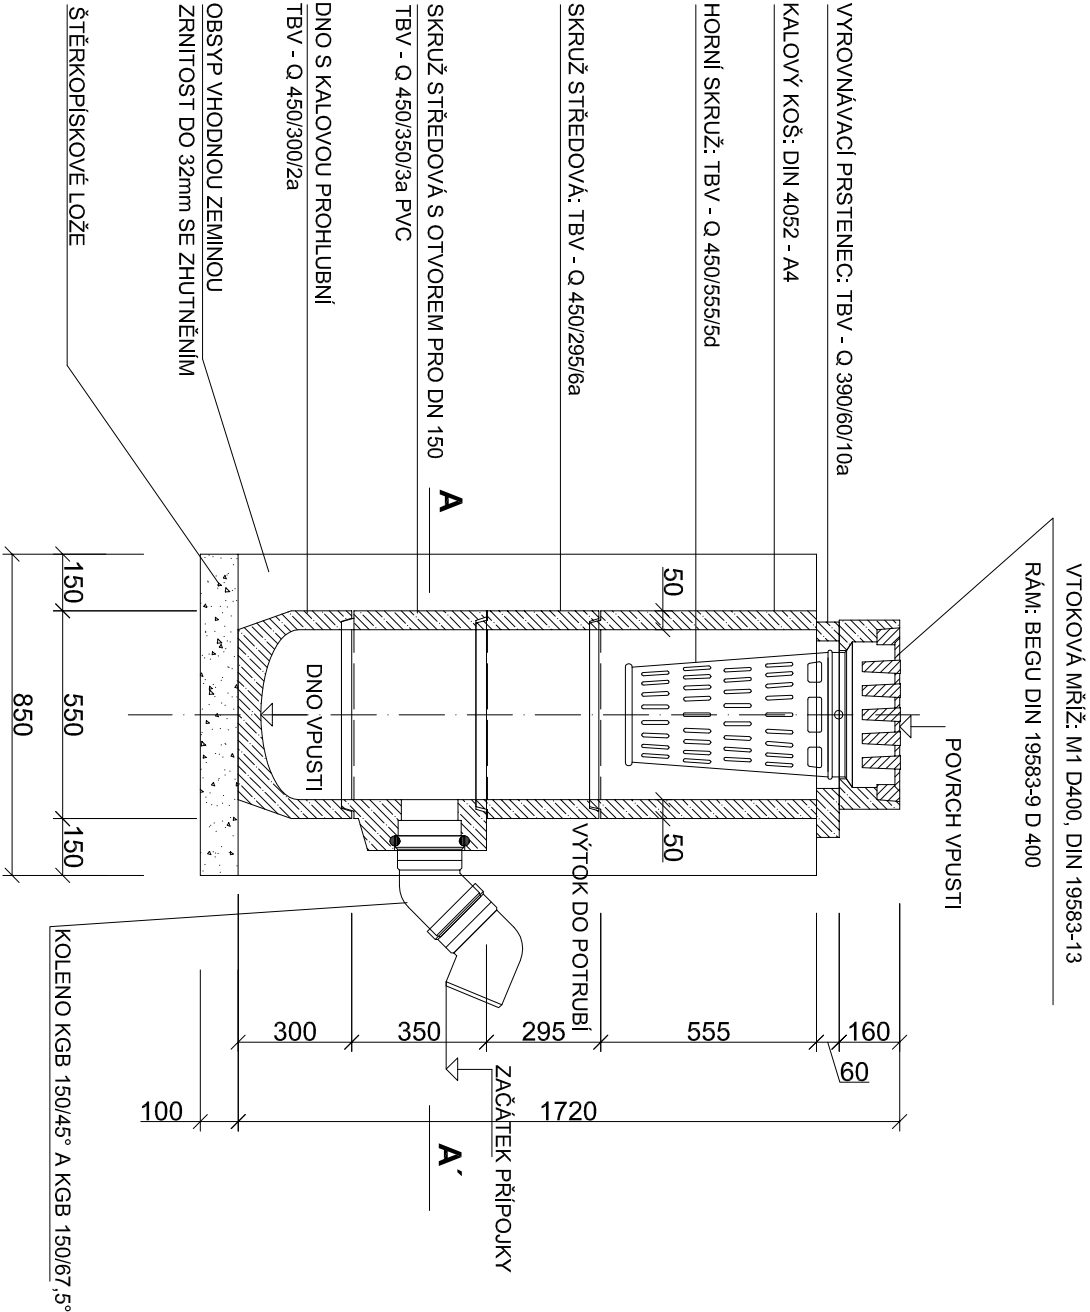 VTOKOVÁ MŘÍŽ: M1 D400, DIN 19583-13
RÁM: BEGU DIN 19583-9 D 400
POVRCH VPUSTI
VYROVNÁVACÍ PRSTENEC: TBV - Q 390/60/10a
KALOVÝ KOŠ: DIN 4052 - A4
HORNÍ SKRUŽ: TBV - Q 450/555/5d
SKRUŽ STŘEDOVÁ: TBV - Q 450/295/6a
SKRUŽ STŘEDOVÁ S OTVOREM PRO DN 150
TBV - Q 450/350/3a PVC
DNO S KALOVOU PROHLUBNÍ
TBV - Q 450/300/2a
OBSYP VHODNOU ZEMINOU
ZRNITOST DO 32mm SE ZHUTNĚNÍM
ŠTĚRKOPÍSKOVÉ LOŽE
A
50
50
VÝTOK DO POTRUBÍ
DNO VPUSTI
ZAČÁTEK PŘÍPOJKY
A´
KOLENO KGB 150/45° A KGB 150/67,5°
160
60
555
295
350
300
1720
100
150
550
150
850